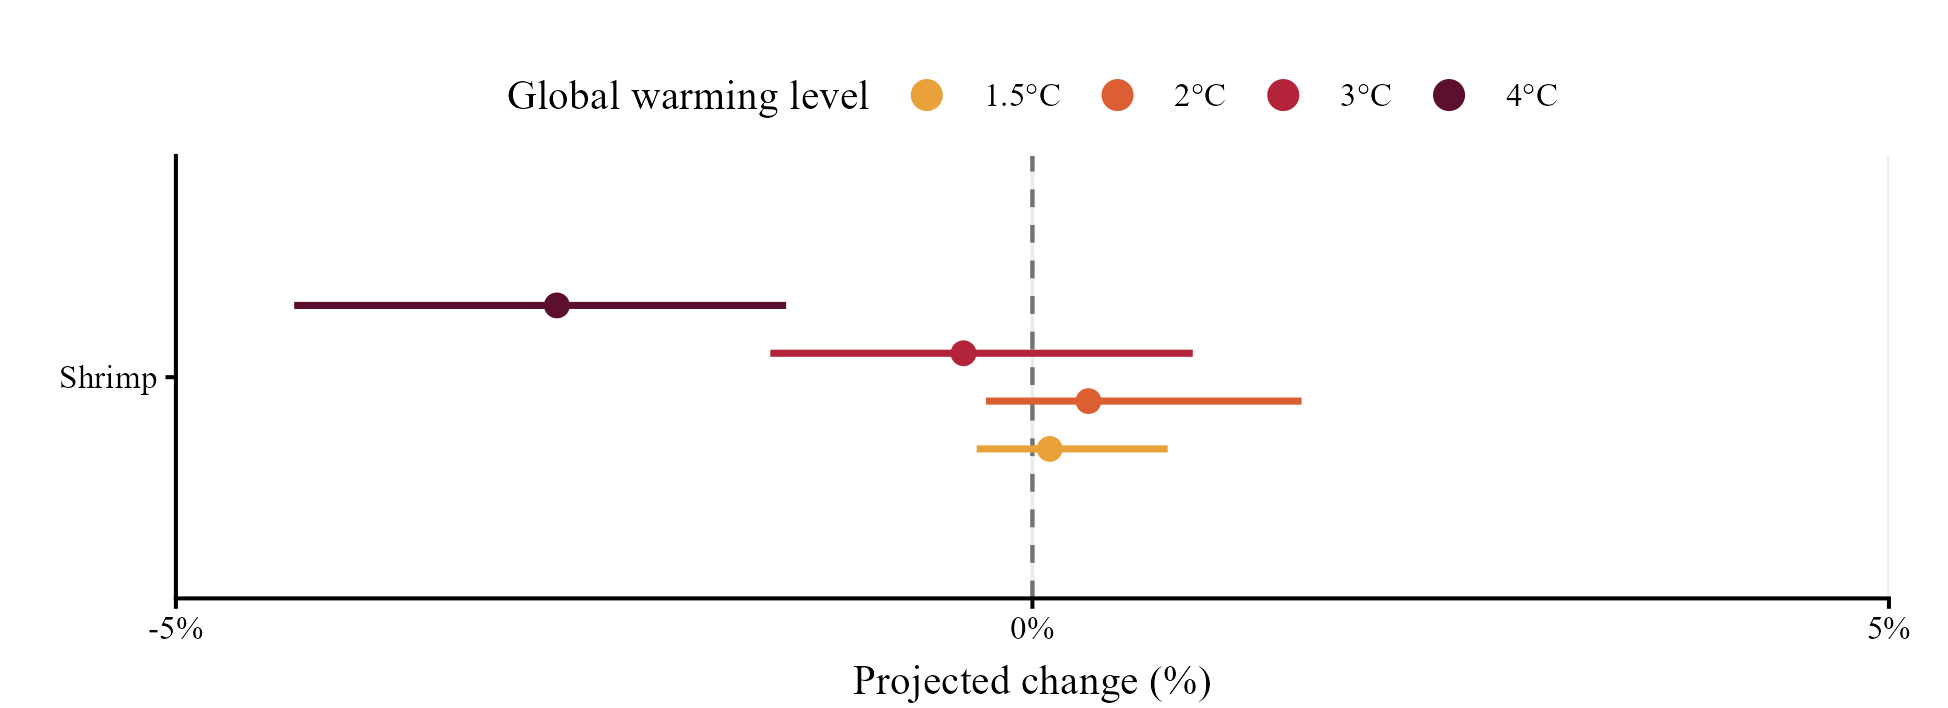 Global warming level 1.5°C 2°C 3°C 4°C
Shrimp
-5% 0% 5%
Projected change (%)